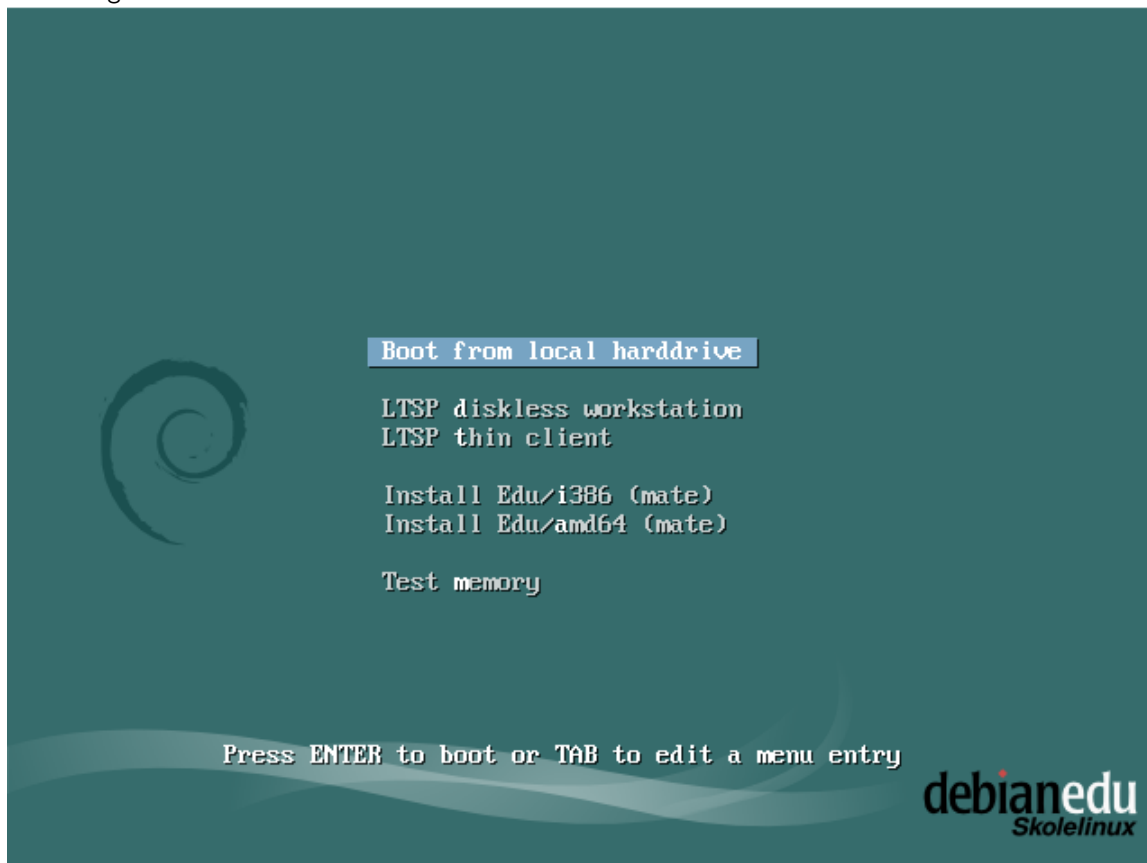 Boot from local harddrive
LTSP diskless workstation
LTSP thin client
Install Edu/i386 (mate)
Install Edu/amd64 (mate)
Test memory
Press ENTER to boot or TAB to edit a menu entry
debianedu
Skolelinux